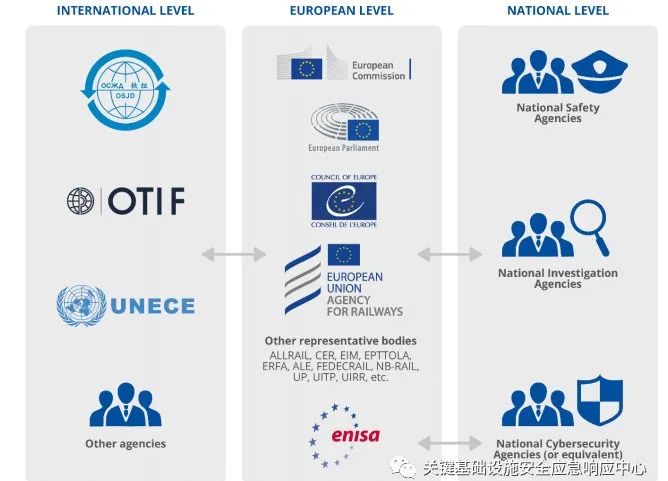 INTERNATIONAL LEVEL
ОСЖД 铁组
OSJD
OTIF
UNECE
Other agencies
EUROPEAN LEVEL
European
Commission
European Parliament
COUNCIL OF EUROPE
CONSEIL DE L'EUROPE
EUROPEAN
UNION
AGENCY
FOR RAILWAYS
Other representative bodies
ALLRAIL, CER, EIM, EPTTOLA,
ERFA, ALE, FEDECRAIL, NB-RAIL,
UP, UITP, UIRR, etc.
enisa
NATIONAL LEVEL
National Safety
Agencies
National Investigation
Agencies
National Cybersecurity
Agencies (or equivalent)
关键基础设施安全应急响应中心